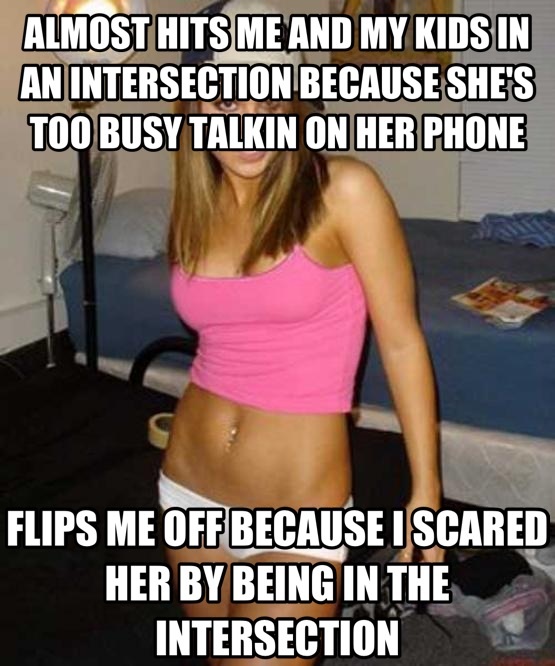 ALMOST HITS ME AND MY KIDS IN
AN INTERSECTION BECAUSE SHE'S
TOO BUSY TALKIN ON HER PHONE
FLIPS ME OFF BECAUSE I SCARED
HER BY BEING IN THE
INTERSECTION